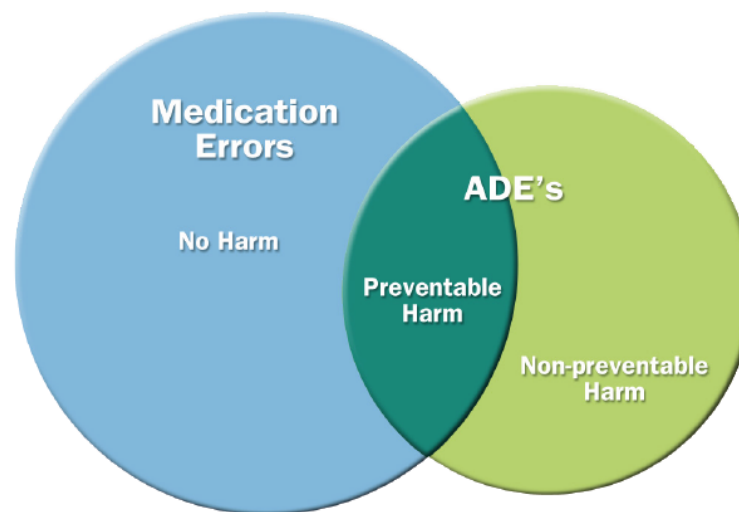 Medication
Errors
ADE's
No Harm
Preventable
Harm
Non-preventable
Harm